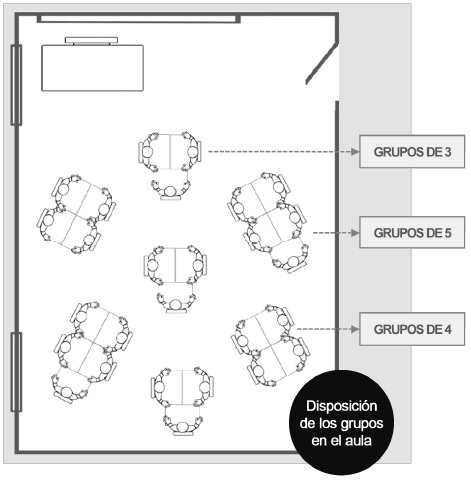 GRUPOS DE 3
GRUPOS DE 5
GRUPOS DE 4
Disposición
de los grupos
en el aula